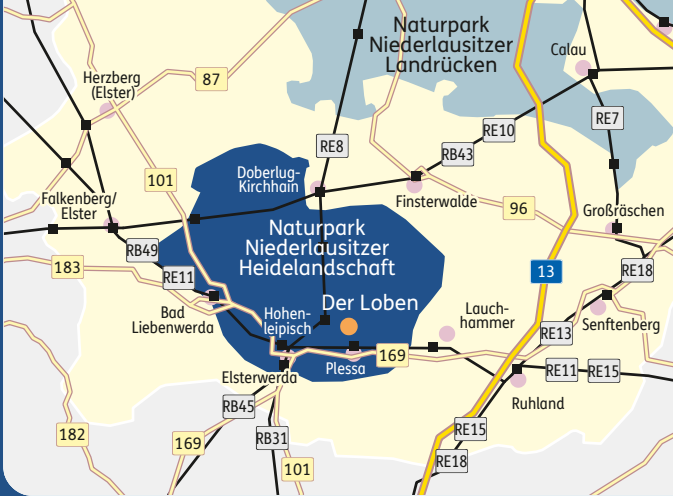 Naturpark
Niederlausitzer
Landrücken
Calau
Herzberg
(Elster)
87
RE7
RE10
RE8
RB43
Doberlug-
Kirchhain
101
Finsterwalde
Falkenberg/
Elster
96
Großräschen
Naturpark
Niederlausitzer
Heidelandschaft
RB49
183
RE11
13
RE18
Der Loben
Bad
Liebenwerda
Hohen-
leipisch
Lauch-
hammer
Senftenberg
RE13
169
Plessa
Elsterwerda
RE11
RE15
Ruhland
RB45
182
169
RB31
RE15
RE18
101